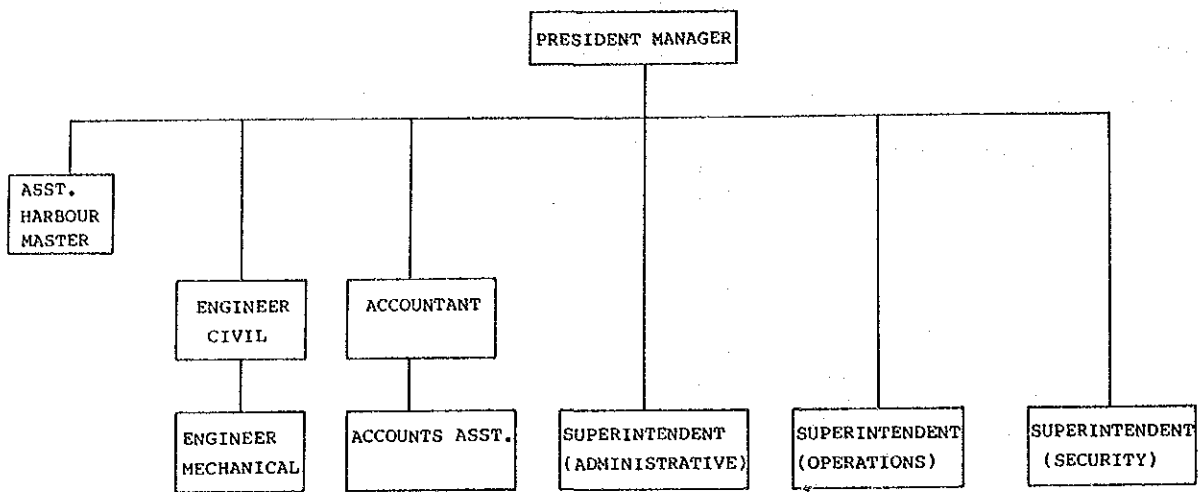 PRESIDENT MANAGER
ASST.
HARBOUR
MASTER
ENGINEER
CIVIL
ACCOUNTANT
ENGINEER
MECHANICAL
ACCOUNTS ASST.
SUPERINTENDENT
(ADMINISTRATIVE)
SUPERINTENDENT
(OPERATIONS)
SUPERINTENDENT
(SECURITY)